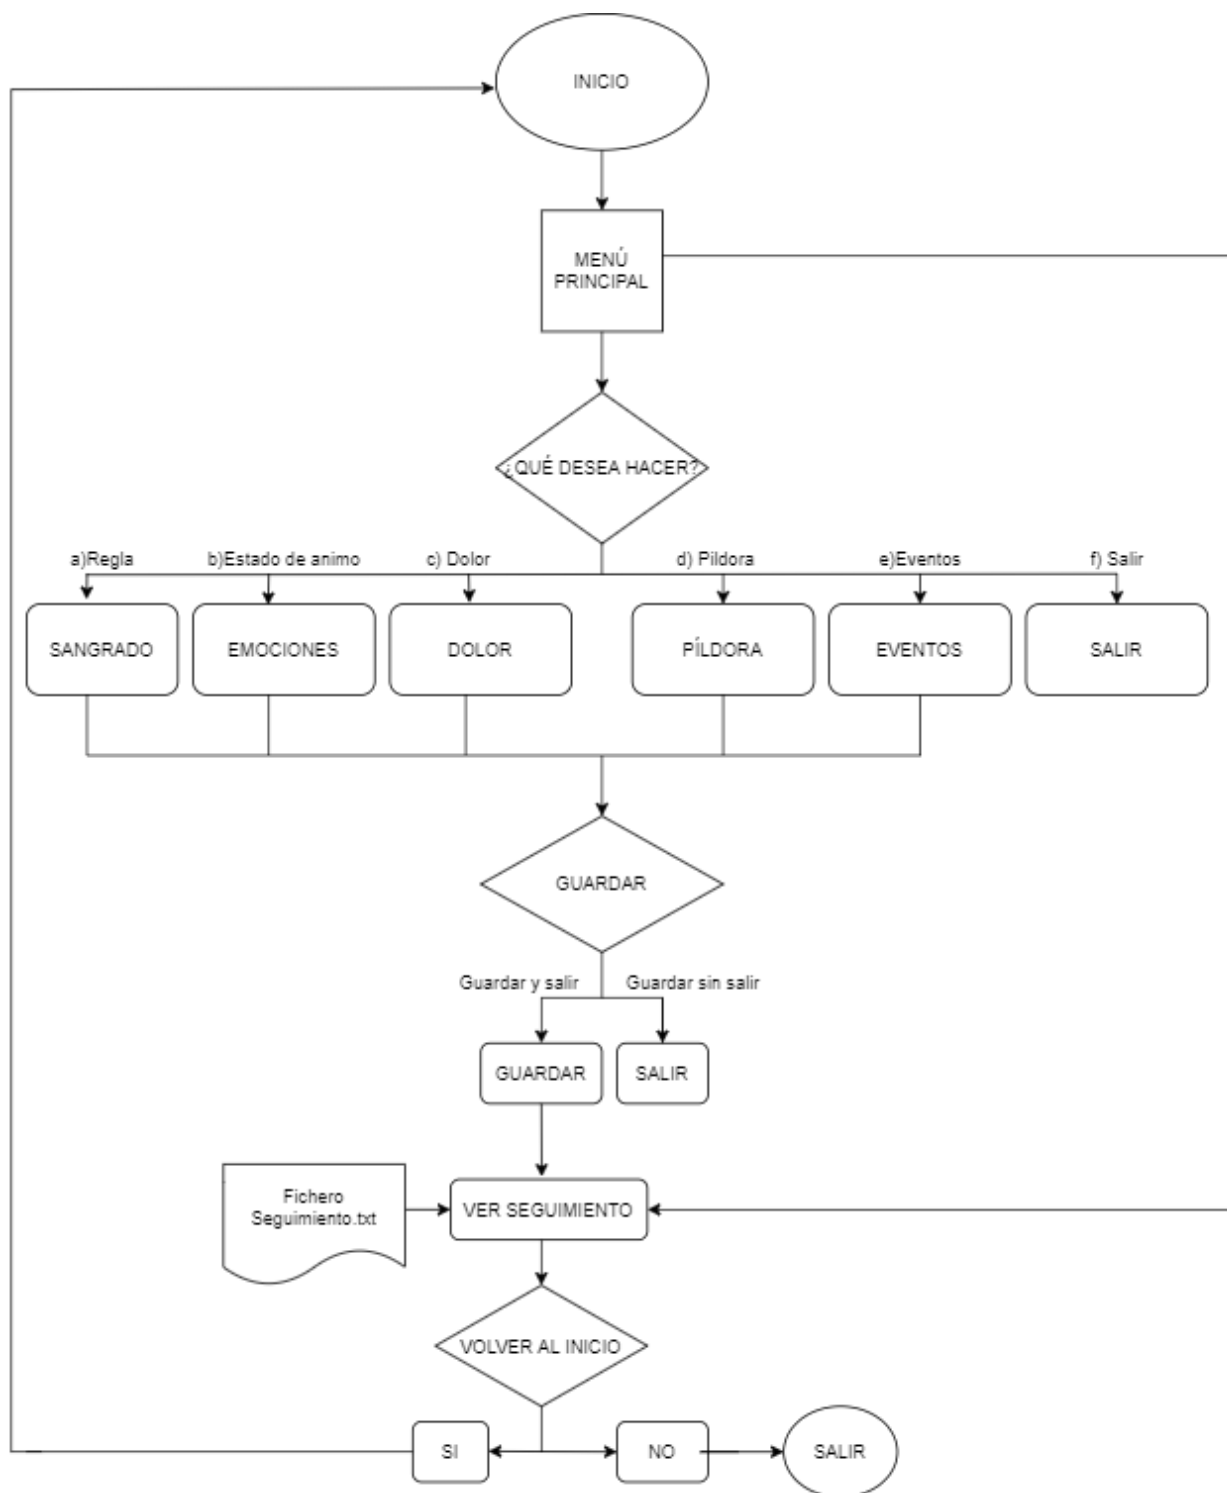 INICIO
MENÚ
PRINCIPAL
¿QUÉ DESEA HACER?
a)Regla
b)Estado de animo
c) Dolor
d) Pildora
e)Eventos
f) Salir
SANGRADO
EMOCIONES
DOLOR
PÍLDORA
EVENTOS
SALIR
GUARDAR
Guardar y salir
Guardar sin salir
GUARDAR
SALIR
Fichero
Seguimiento.txt
VER SEGUIMIENTO
VOLVER AL INICIO
SI
NO
SALIR